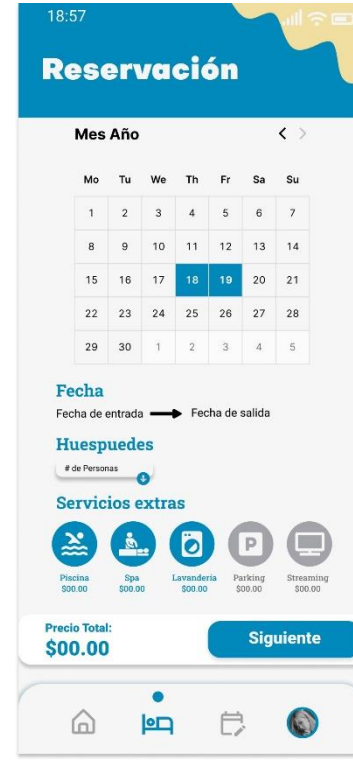 18:57
Reservación
Mes Año
Mo Tu We Th Fr Sa Su
1 2 3 4 5 6 7
8 9 10 11 12 13 14
15 16 17 18 19 20 21
22 23 24 25 26 27 28
29 30 1 2 3 4 5
Fecha
Fecha de entrada Fecha de salida
Huespuedes
# de Personas
Servicios extras
P
Piscina Spa Lavandería Parking Streaming
$00.00 $00.00 $00.00 $00.00 $00.00
Precio Total:
$00.00
Siguiente